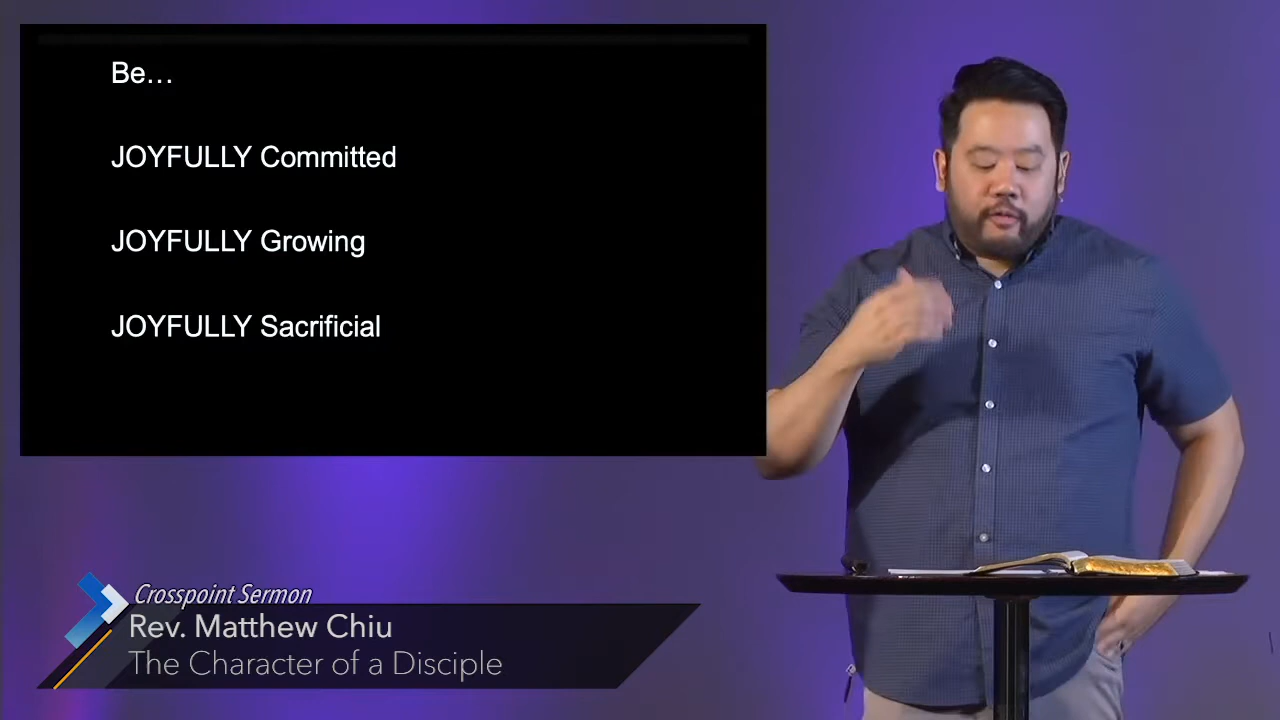 Be…
JOYFULLY Committed
JOYFULLY Growing
JOYFULLY Sacrificial
Crosspoint Sermon
Rev. Matthew Chiu
The Character of a Disciple